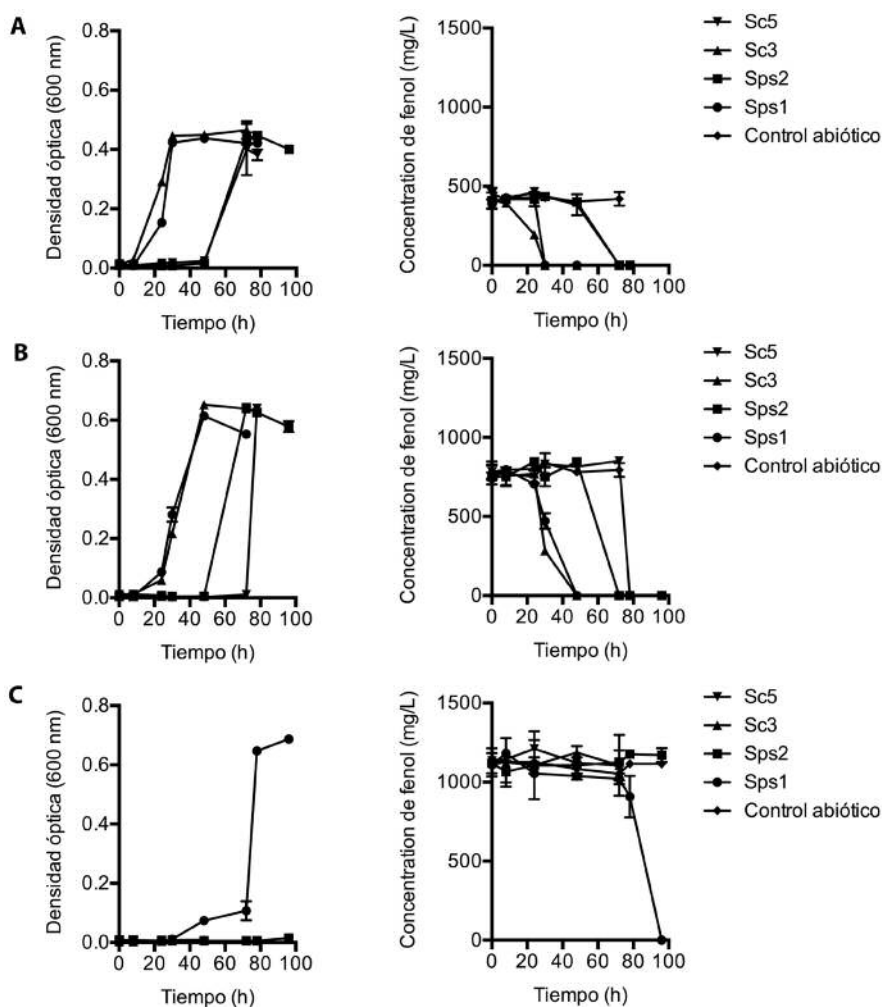 A
Densidad óptica (600 nm)
0.8
0.6
0.4
0.2
0.0
0 20 40 60 80 100
Tiempo (h)
Concentration de fenol (mg/L)
1500
1000
500
0
0 20 40 60 80 100
Tiempo (h)
Sc5
Sc3
Sps2
Sps1
Control abiótico
B
Densidad óptica (600 nm)
0.8
0.6
0.4
0.2
0.0
0 20 40 60 80 100
Tiempo (h)
Concentration de fenol (mg/L)
1500
1000
500
0
0 20 40 60 80 100
Tiempo (h)
Sc5
Sc3
Sps2
Sps1
Control abiótico
C
Densidad óptica (600 nm)
0.8
0.6
0.4
0.2
0.0
0 20 40 60 80 100
Tiempo (h)
Concentration de fenol (mg/L)
1500
1000
500
0
0 20 40 60 80 100
Tiempo (h)
Sc5
Sc3
Sps2
Sps1
Control abiótico